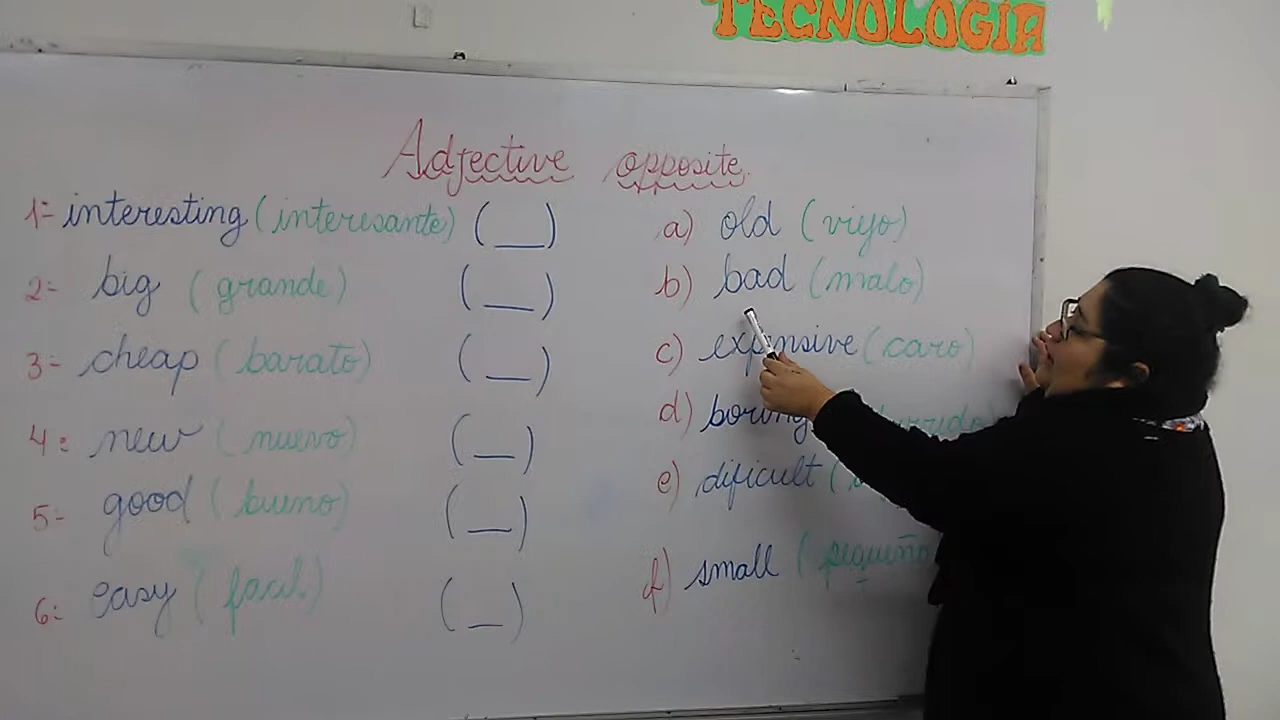 TECNOLOGÍA
Adjective opposite.
1- interesting (interesante) (__) a) old (viejo)
2- big (grande) (__) b) bad (malo)
3- cheap (barato) (__) c) expensive (caro)
4- new (nuevo) (__) d) boring
5- good (bueno) (__) e) dificult (
6- easy (facil) (__) f) small (pequeño